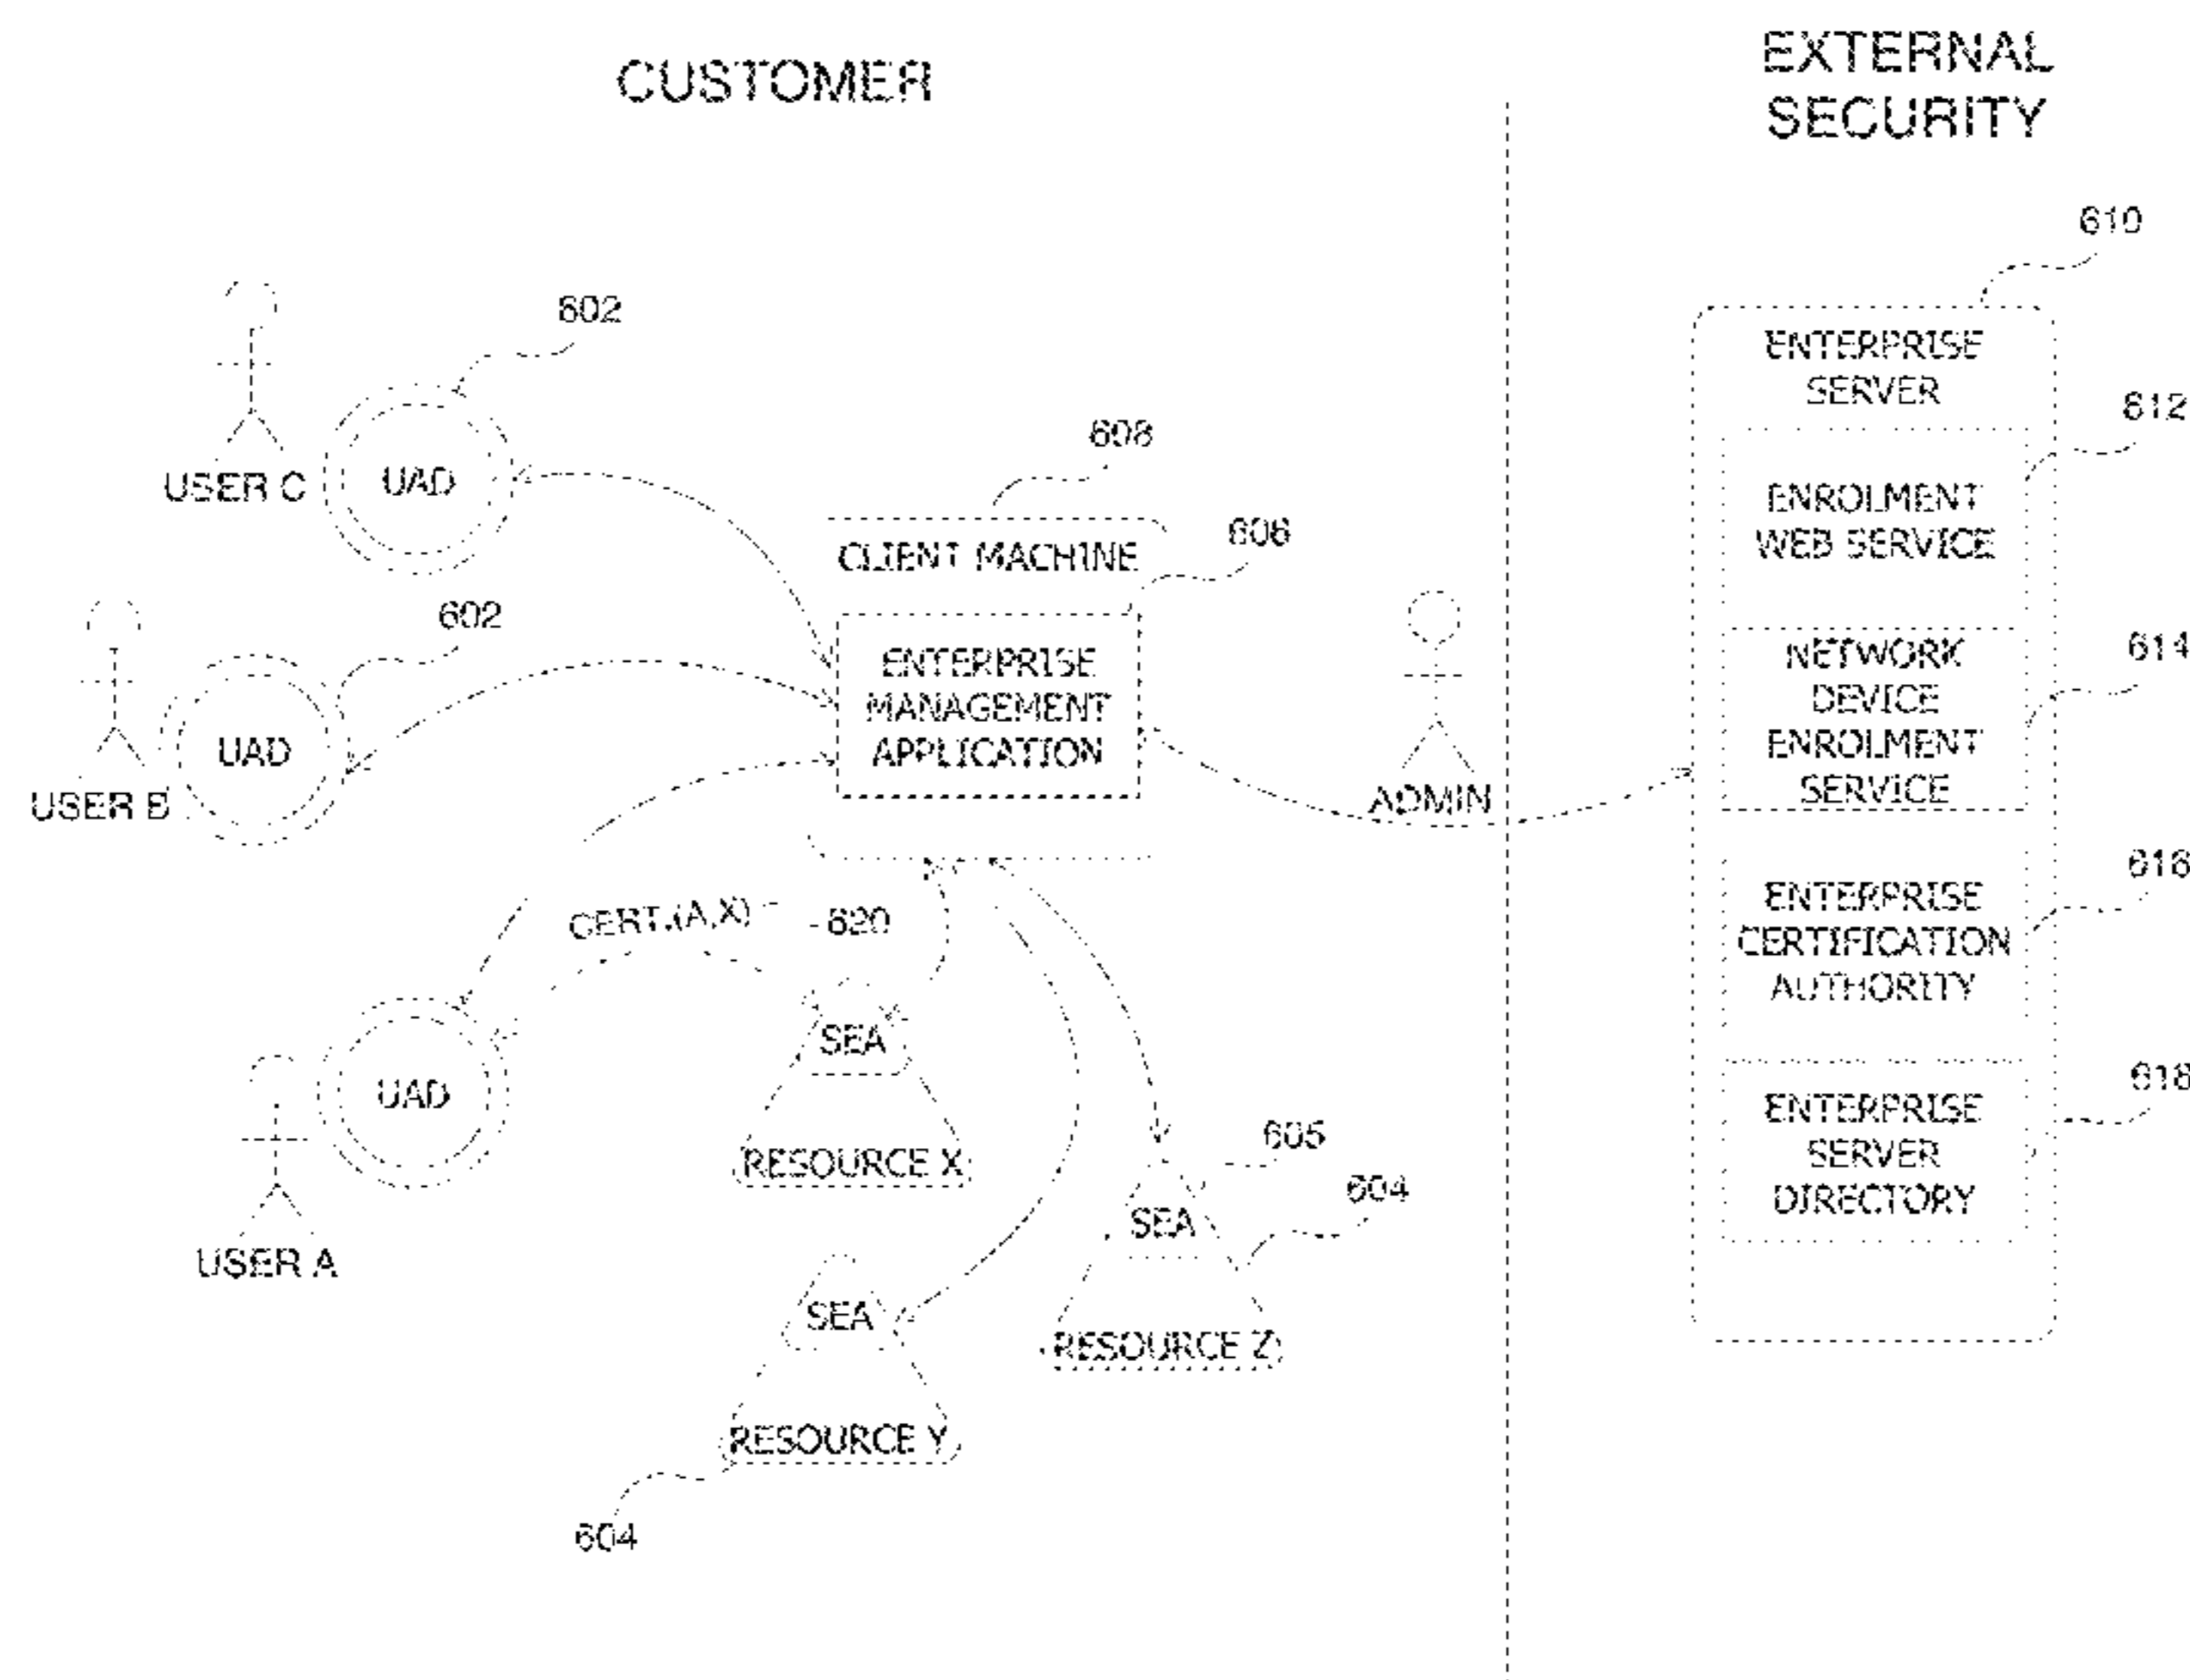 CUSTOMER
EXTERNAL
SECURITY
610
ENTERPRISE
SERVER
612
ENROLMENT
WEB SERVICE
614
NETWORK
DEVICE
ENROLMENT
SERVICE
616
ENTERPRISE
CERTIFICATION
AUTHORITY
618
ENTERPRISE
SERVER
DIRECTORY
602
UAD
USER C
608
CLIENT MACHINE
606
ENTERPRISE
MANAGEMENT
APPLICATION
ADMIN
602
UAD
USER B
CERT.(A,X)
620
UAD
USER A
SEA
RESOURCE X
605
604
SEA
RESOURCE Z
SEA
RESOURCE Y
604